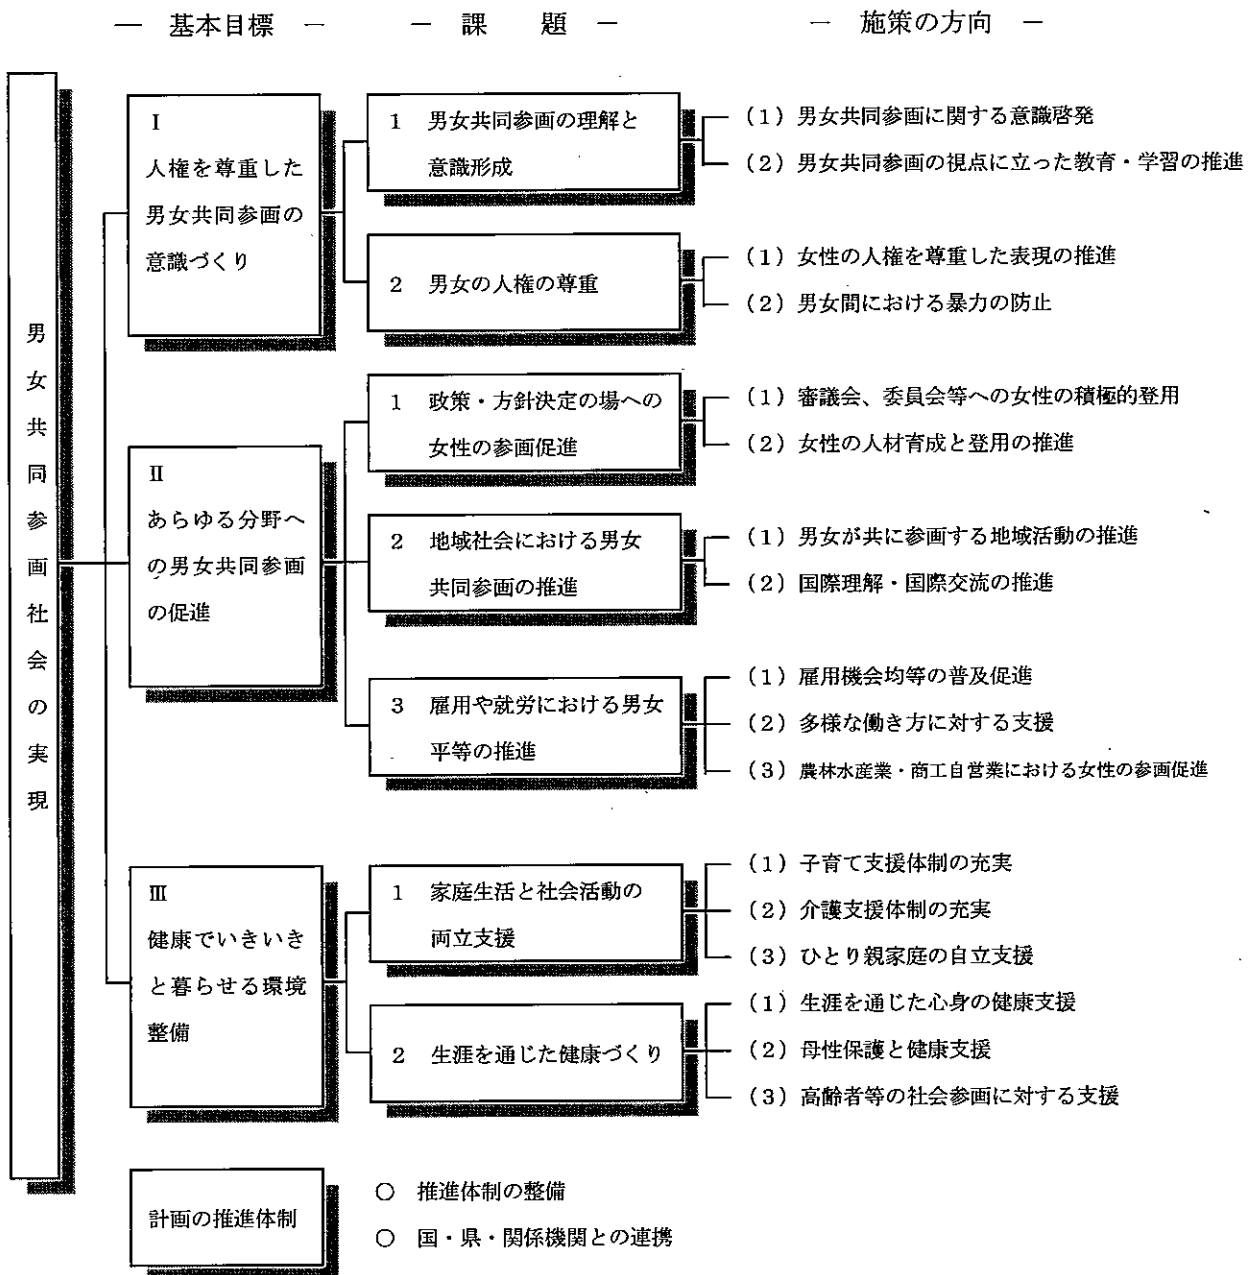 ― 基本目標 ―
― 課　　題 ―
― 施策の方向 ―
男女共同参画社会の実現
Ⅰ
人権を尊重した
男女共同参画の
意識づくり
1　男女共同参画の理解と
意識形成
(1) 男女共同参画に関する意識啓発
(2) 男女共同参画の視点に立った教育・学習の推進
2　男女の人権の尊重
(1) 女性の人権を尊重した表現の推進
(2) 男女間における暴力の防止
Ⅱ
あらゆる分野へ
の男女共同参画
の促進
1　政策・方針決定の場への
女性の参画促進
(1) 審議会、委員会等への女性の積極的登用
(2) 女性の人材育成と登用の推進
2　地域社会における男女
共同参画の推進
(1) 男女が共に参画する地域活動の推進
(2) 国際理解・国際交流の推進
3　雇用や就労における男女
平等の推進
(1) 雇用機会均等の普及促進
(2) 多様な働き方に対する支援
(3) 農林水産業・商工自営業における女性の参画促進
Ⅲ
健康でいきいき
と暮らせる環境
整備
1　家庭生活と社会活動の
両立支援
(1) 子育て支援体制の充実
(2) 介護支援体制の充実
(3) ひとり親家庭の自立支援
2　生涯を通じた健康づくり
(1) 生涯を通じた心身の健康支援
(2) 母性保護と健康支援
(3) 高齢者等の社会参画に対する支援
計画の推進体制
○　推進体制の整備
○　国・県・関係機関との連携